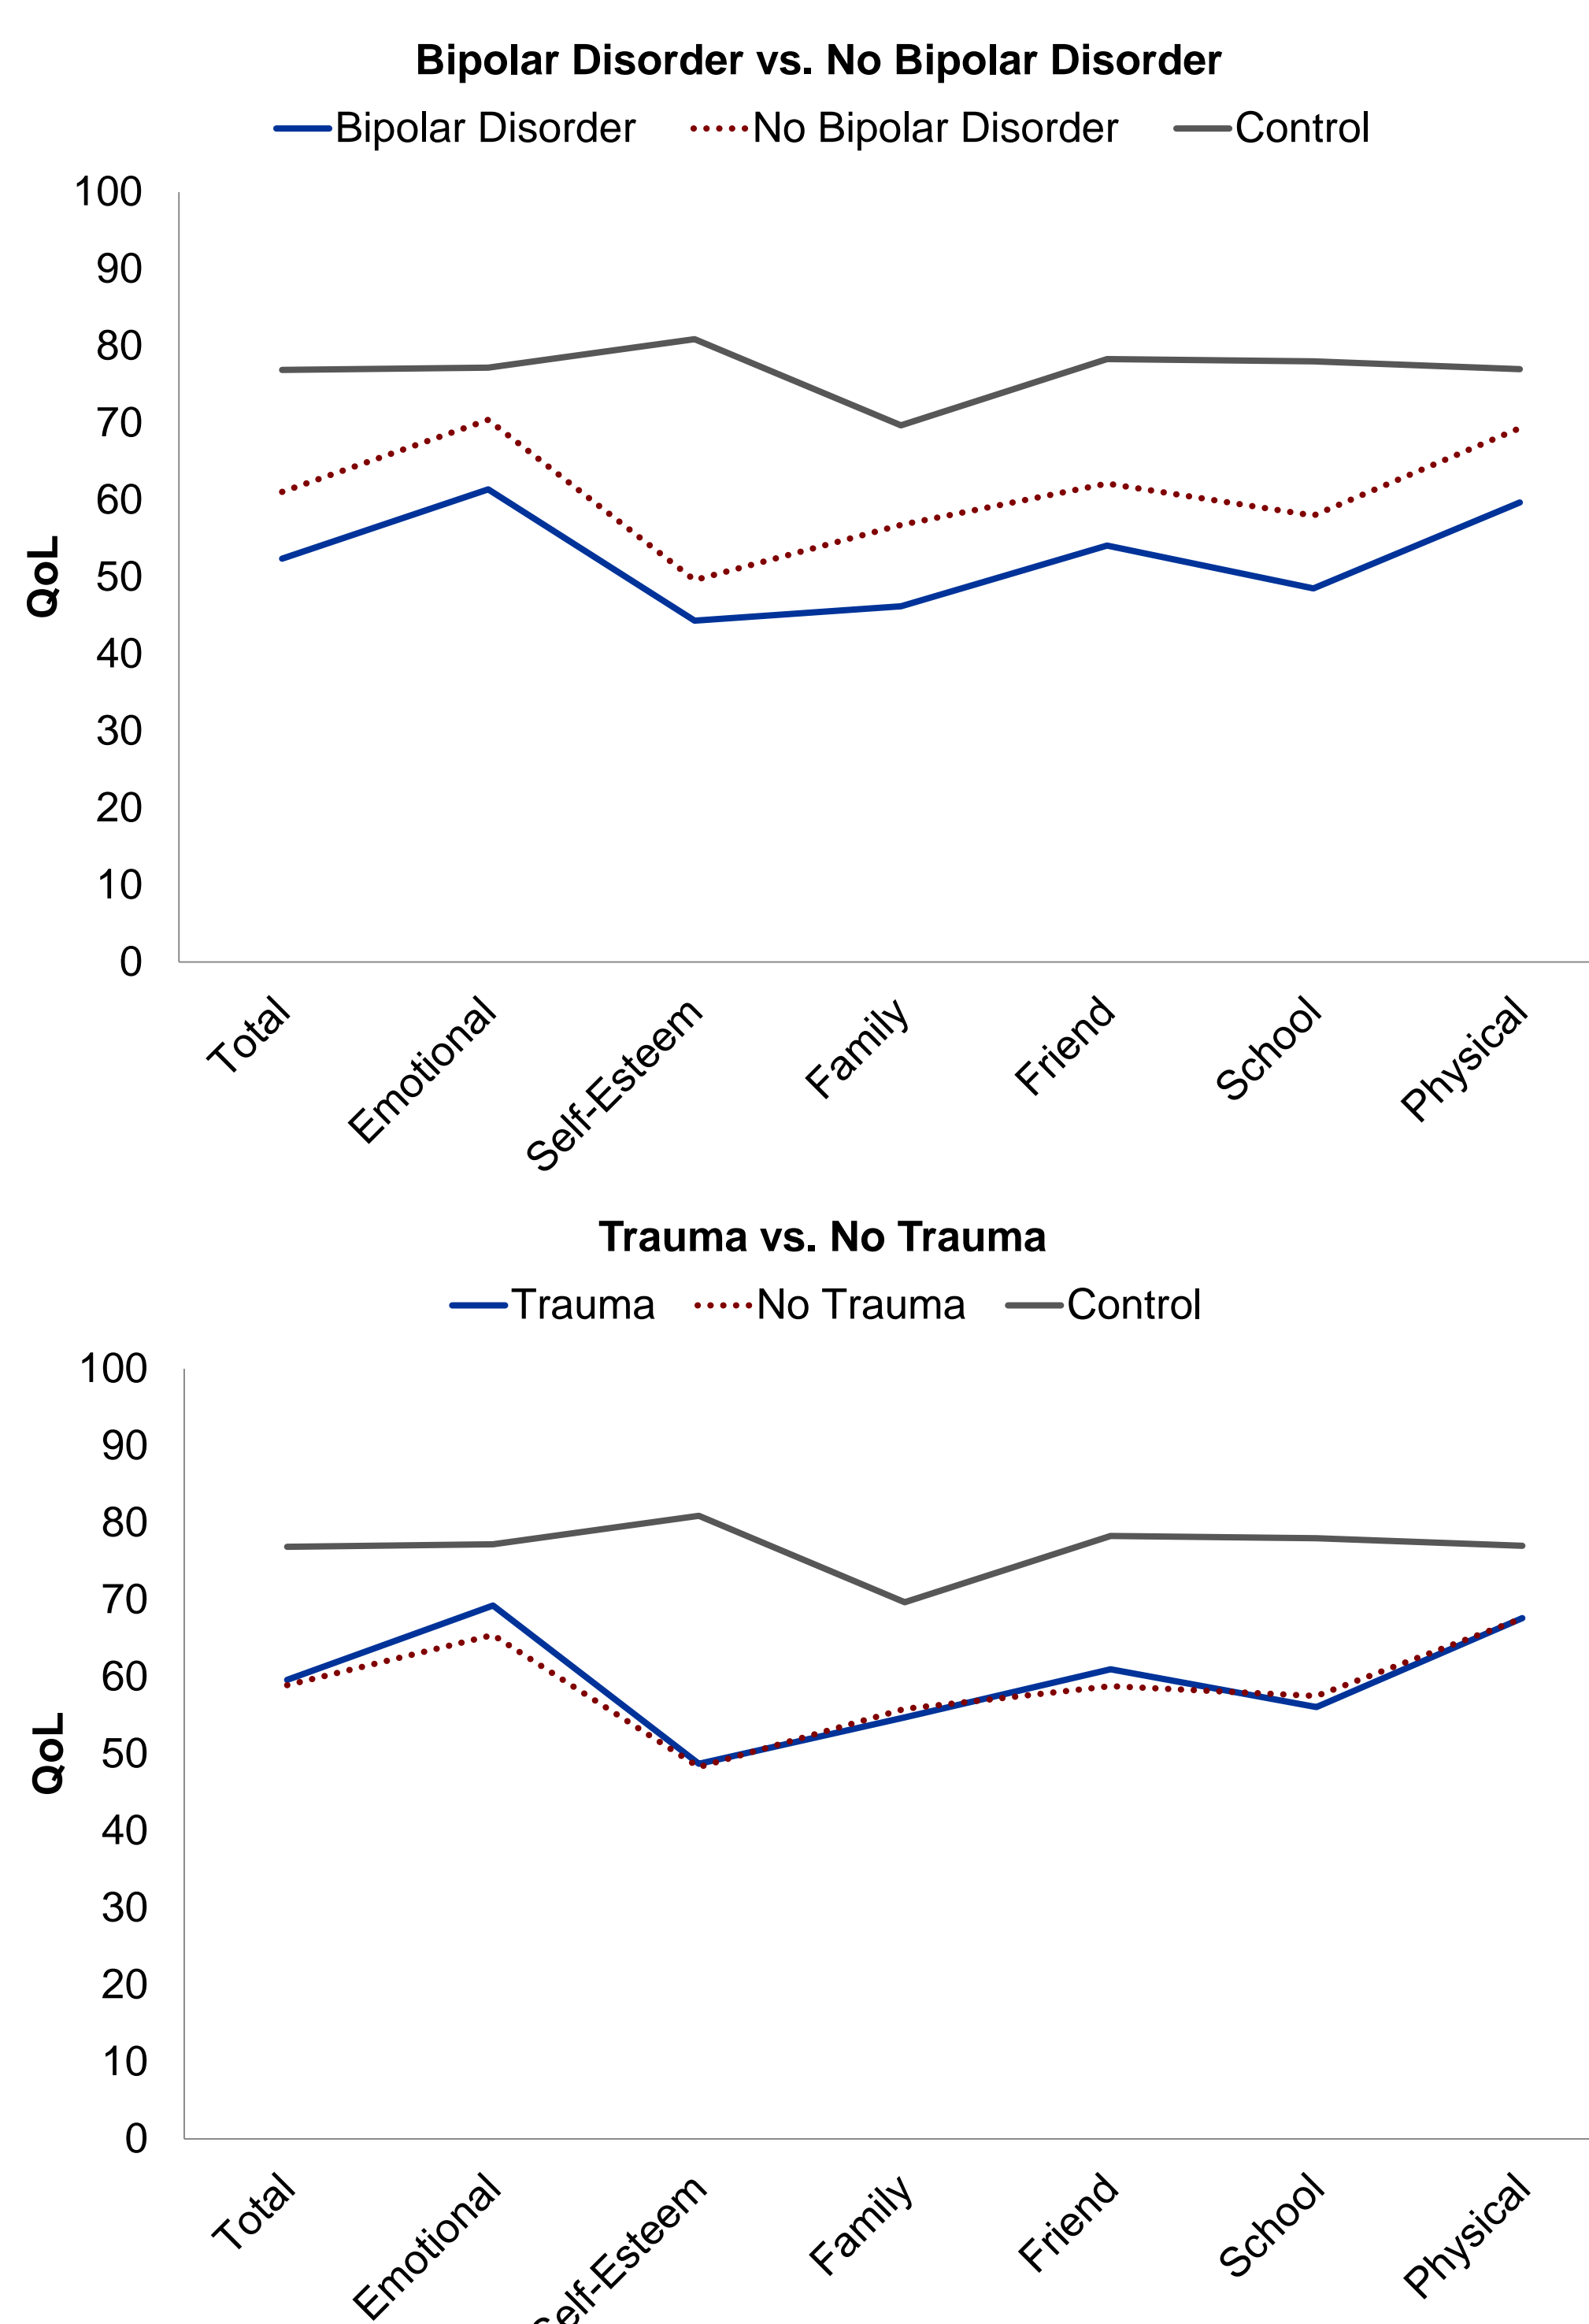 Bipolar Disorder vs. No Bipolar Disorder
Bipolar Disorder No Bipolar Disorder Control
100
90
80
70
60
50
40
30
20
10
0
QoL
Total Emotional Self-Esteem Family Friend School Physical
Trauma vs. No Trauma
Trauma No Trauma Control
100
90
80
70
60
50
40
30
20
10
0
QoL
Total Emotional Self-Esteem Family Friend School Physical